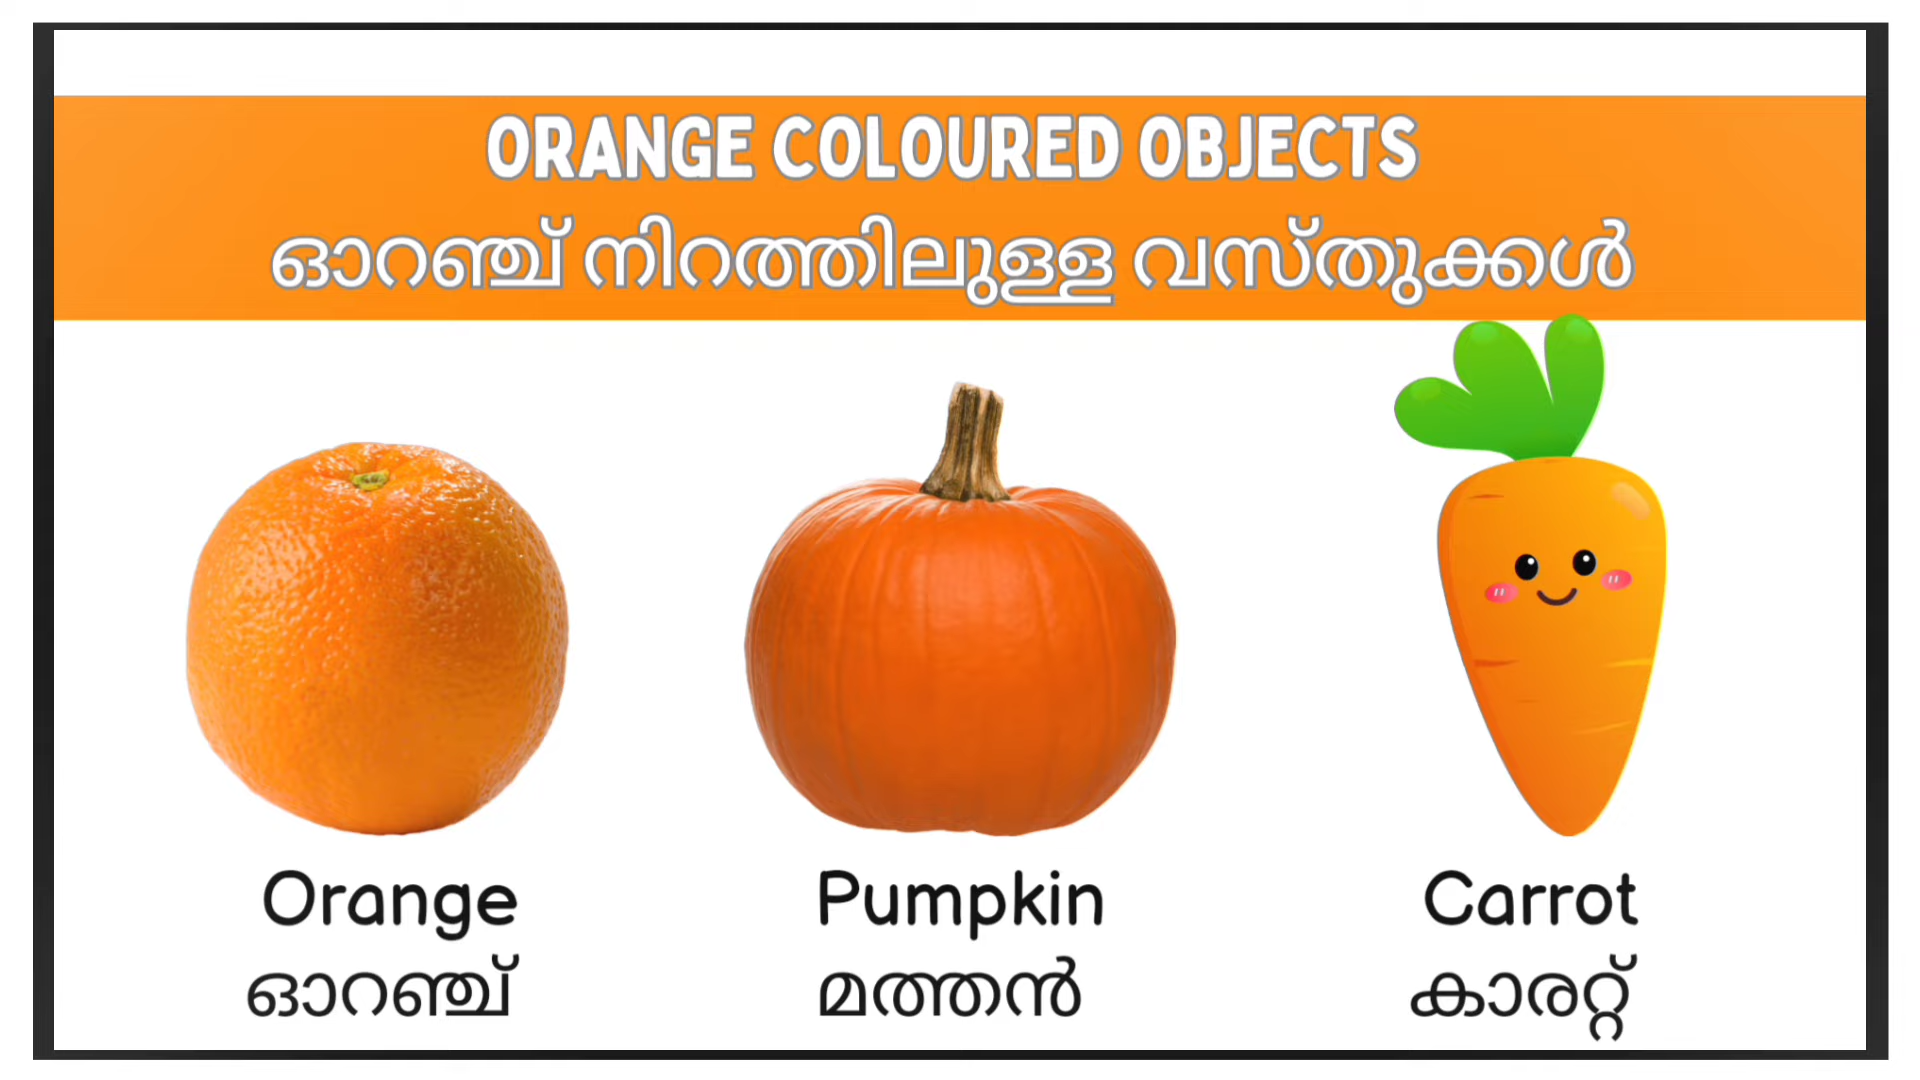 ORANGE COLOURED OBJECTS
ഓറഞ്ച് നിറത്തിലുള്ള വസ്തുക്കൾ
Orange
ഓറഞ്ച്
Pumpkin
മത്തൻ
Carrot
കാരറ്റ്